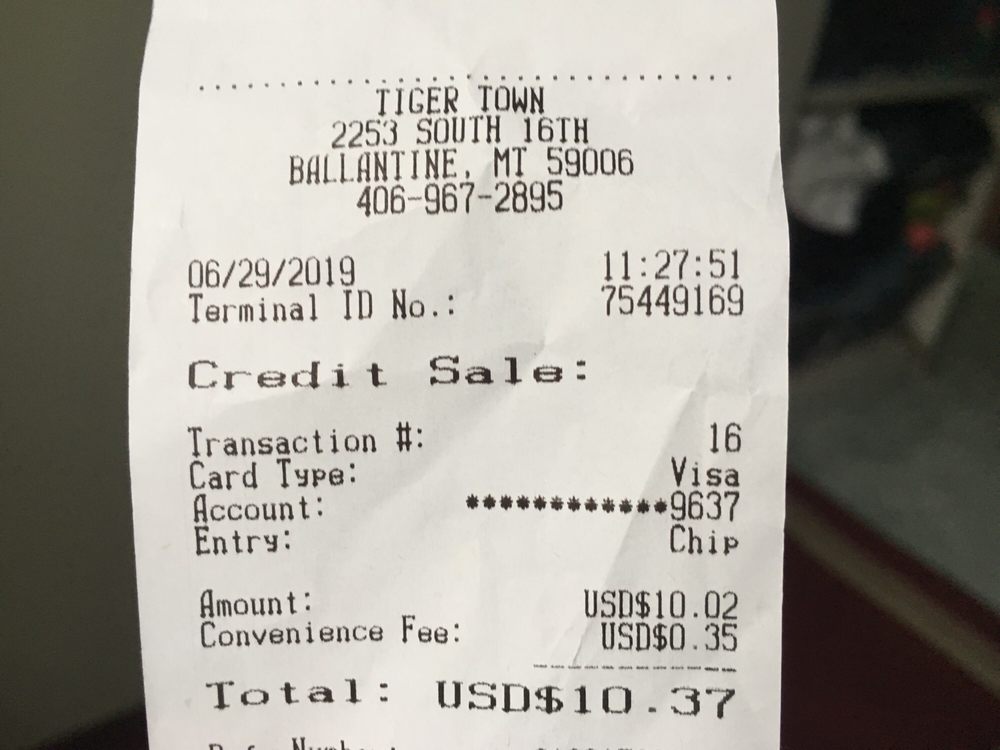 TIGER TOWN
2253 SOUTH 16TH
BALLANTINE, MT 59006
406-967-2895
06/29/2019 11:27:51
Terminal ID No.: 75449169
Credit Sale:
Transaction #: 16
Card Type: Visa
Account: ************9637
Entry: Chip
Amount: USD$10.02
Convenience Fee: USD$0.35
Total: USD$10.37